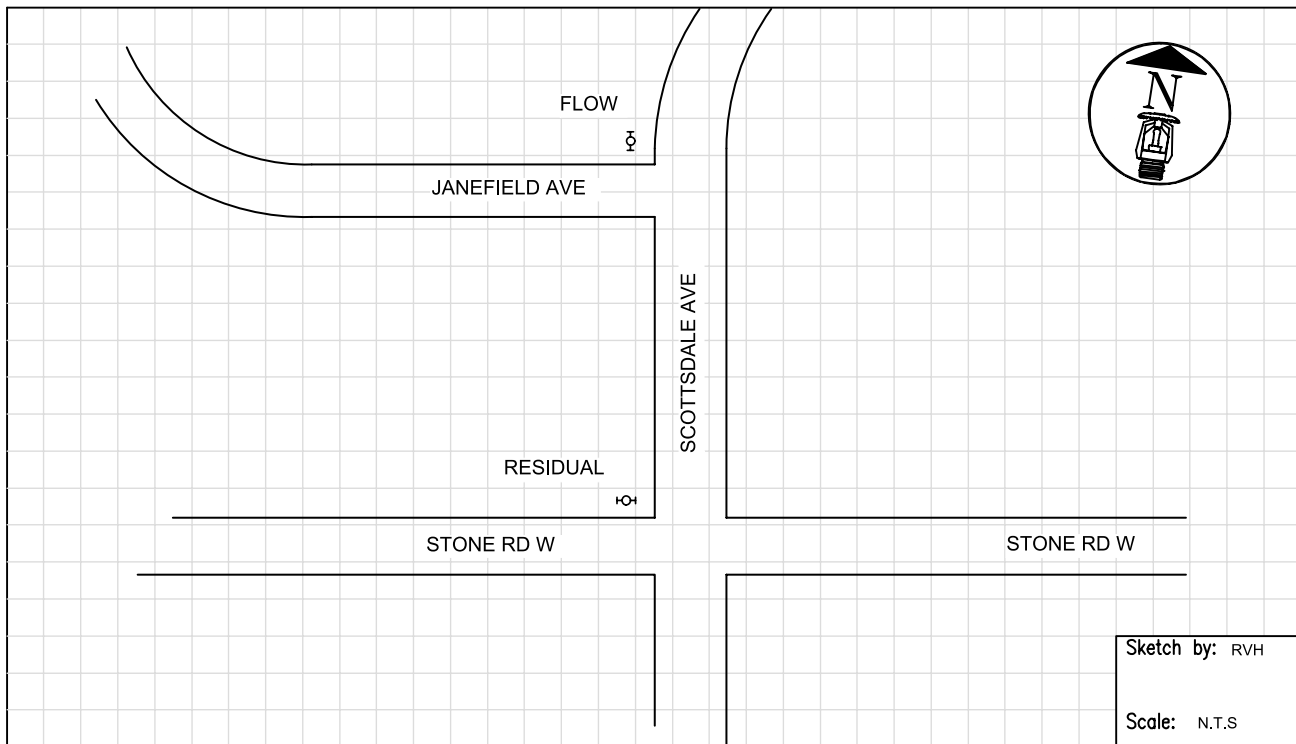 FLOW
N
JANEFIELD AVE
SCOTTSDALE AVE
RESIDUAL
STONE RD W
STONE RD W
Sketch by: RVH
Scale: N.T.S